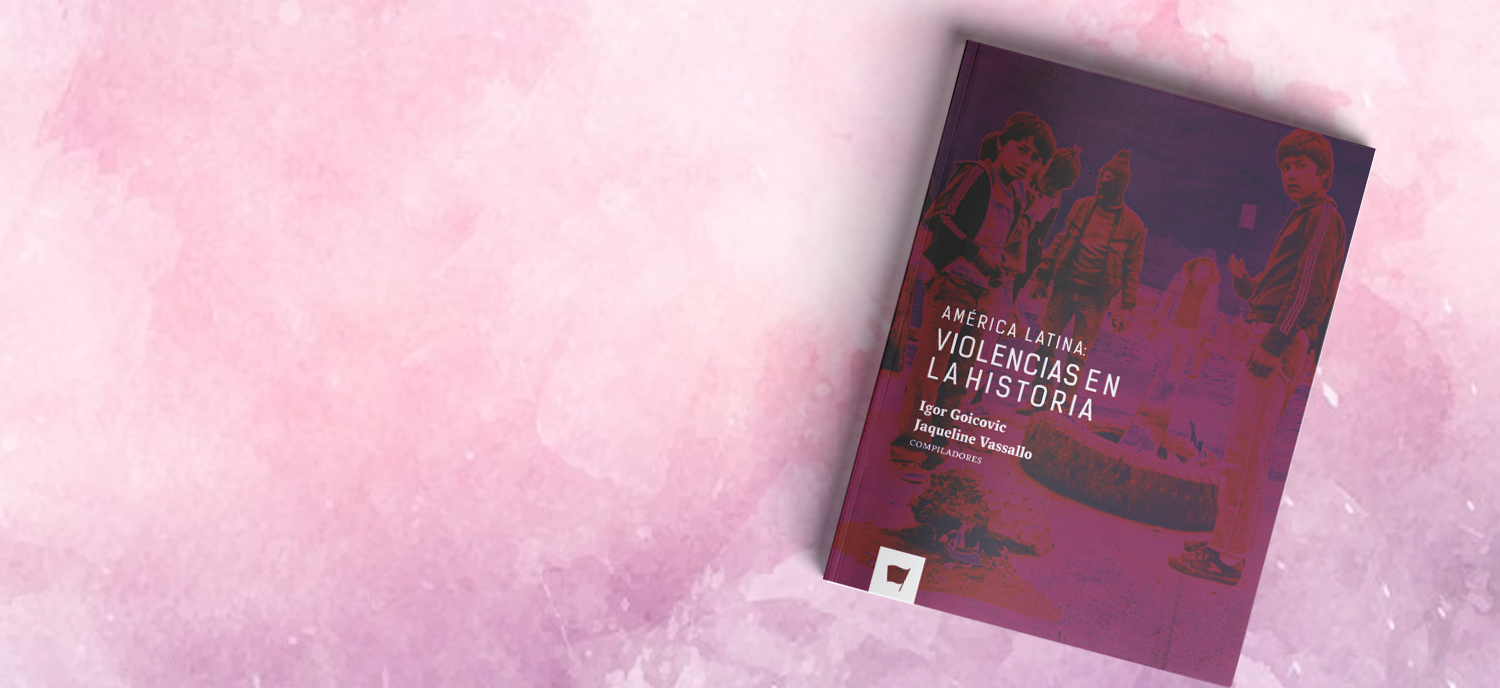 AMÉRICA LATINA:
VIOLENCIAS EN
LA HISTORIA
Igor Goicovic
Jaqueline Vassallo
COMPILADORES